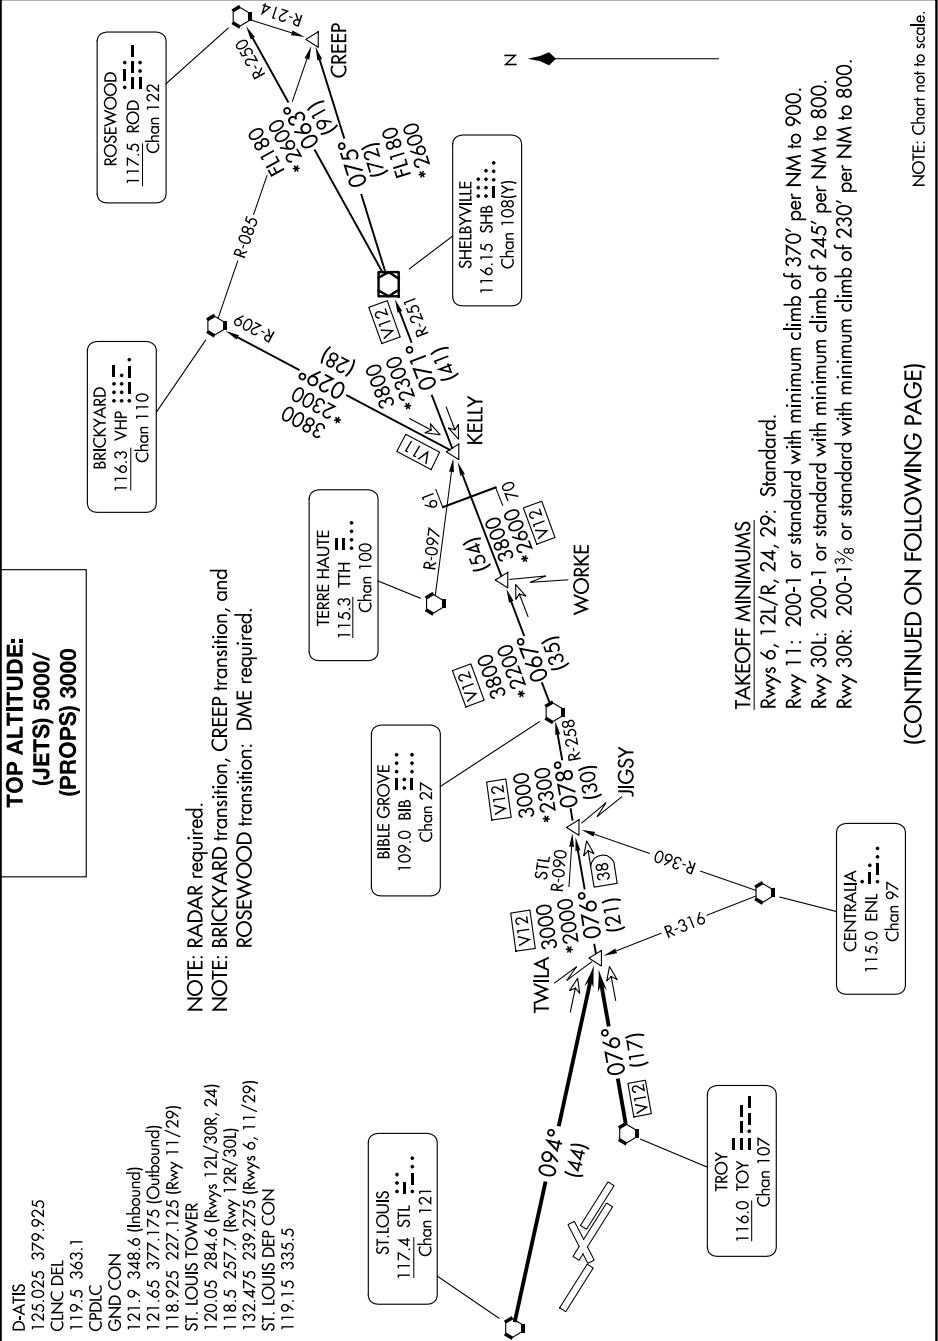 TOP ALTITUDE:
(JETS) 5000/
(PROPS) 3000
D-ATIS
125.025 379.925
CLNC DEL
119.5 363.1
CPDLC
GND CON
121.9 348.6 (Inbound)
121.65 377.175 (Outbound)
118.925 227.125 (Rwy 11/29)
ST. LOUIS TOWER
120.05 284.6 (Rwys 12L/30R, 24)
118.5 257.7 (Rwy 12R/30L)
132.475 239.275 (Rwys 6, 11/29)
ST. LOUIS DEP CON
119.15 335.5
NOTE: RADAR required.
NOTE: BRICKYARD transition, CREEP transition, and
ROSEWOOD transition: DME required.
ST. LOUIS
117.4 STL
Chan 121
094°
(44)
TROY
116.0 TOY
Chan 107
V12
076°
(17)
TWILA
V12
3000
*2000
076°
(21)
STL
R-090
38
R-316
R-360
CENTRALIA
115.0 ENL
Chan 97
JIGSY
V12
3000
*2300
078°
(30)
R-258
BIBLE GROVE
109.0 BIB
Chan 27
V12
3800
*2200
067°
(35)
WORKE
(54)
3800
*2600
V12
61
70
TERRE HAUTE
115.3 TTH
Chan 100
R-097
KELLY
V11
3800
*2300
029°
(28)
R-209
BRICKYARD
116.3 VHP
Chan 110
R-085
V12
3800
*2300
071°
(41)
R-251
SHELBYVILLE
116.15 SHB
Chan 108(Y)
FL180
*2600
063°
(91)
R-250
075°
(72)
FL180
*2600
ROSEWOOD
117.5 ROD
Chan 122
R-214
CREEP
N
TAKEOFF MINIMUMS
Rwys 6, 12L/R, 24, 29: Standard.
Rwy 11: 200-1 or standard with minimum climb of 370' per NM to 900.
Rwy 30L: 200-1 or standard with minimum climb of 245' per NM to 800.
Rwy 30R: 200-1⅜ or standard with minimum climb of 230' per NM to 800.
(CONTINUED ON FOLLOWING PAGE)
NOTE: Chart not to scale.